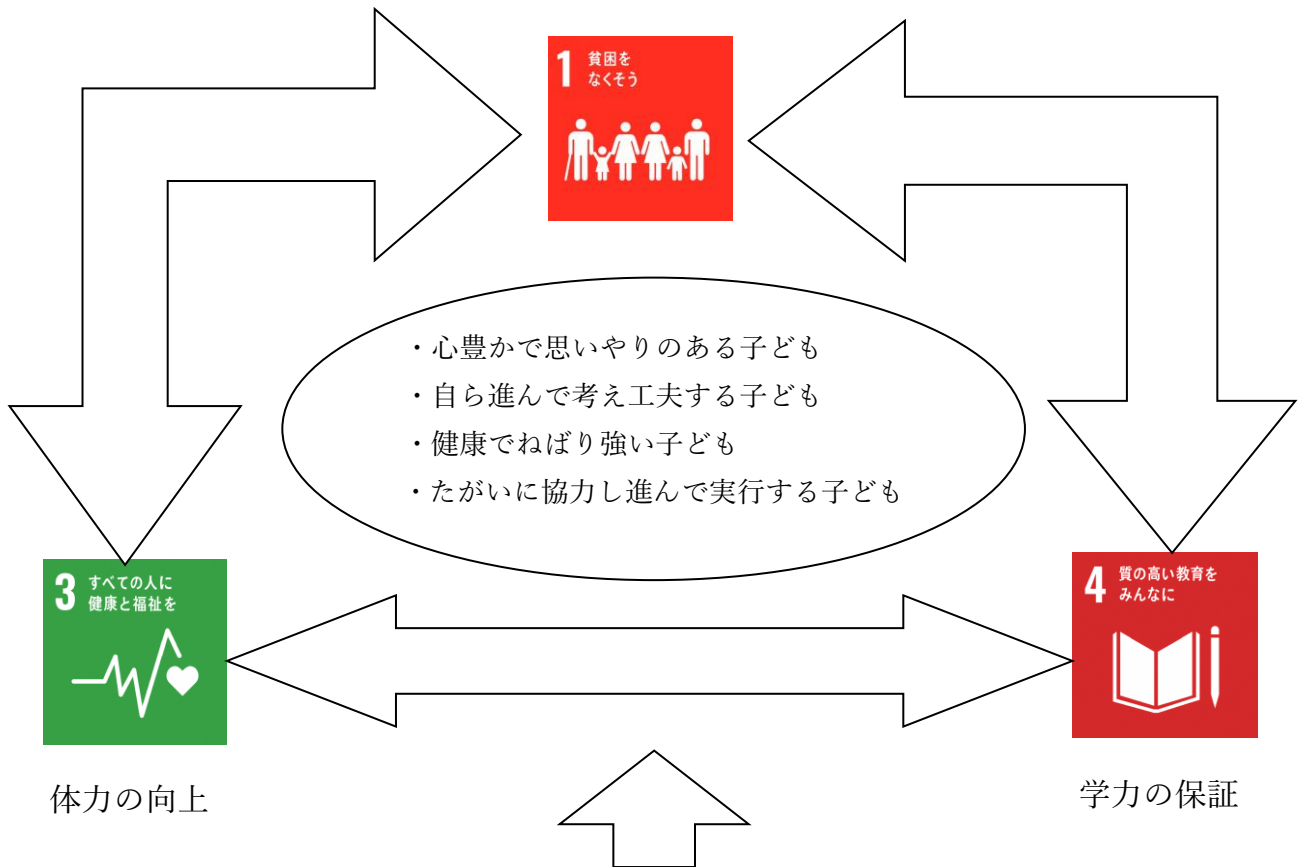 1 貧困を
なくそう
・心豊かで思いやりのある子ども
・自ら進んで考え工夫する子ども
・健康でねばり強い子ども
・たがいに協力し進んで実行する子ども
3 すべての人に
健康と福祉を
4 質の高い教育を
みんなに
体力の向上
学力の保証